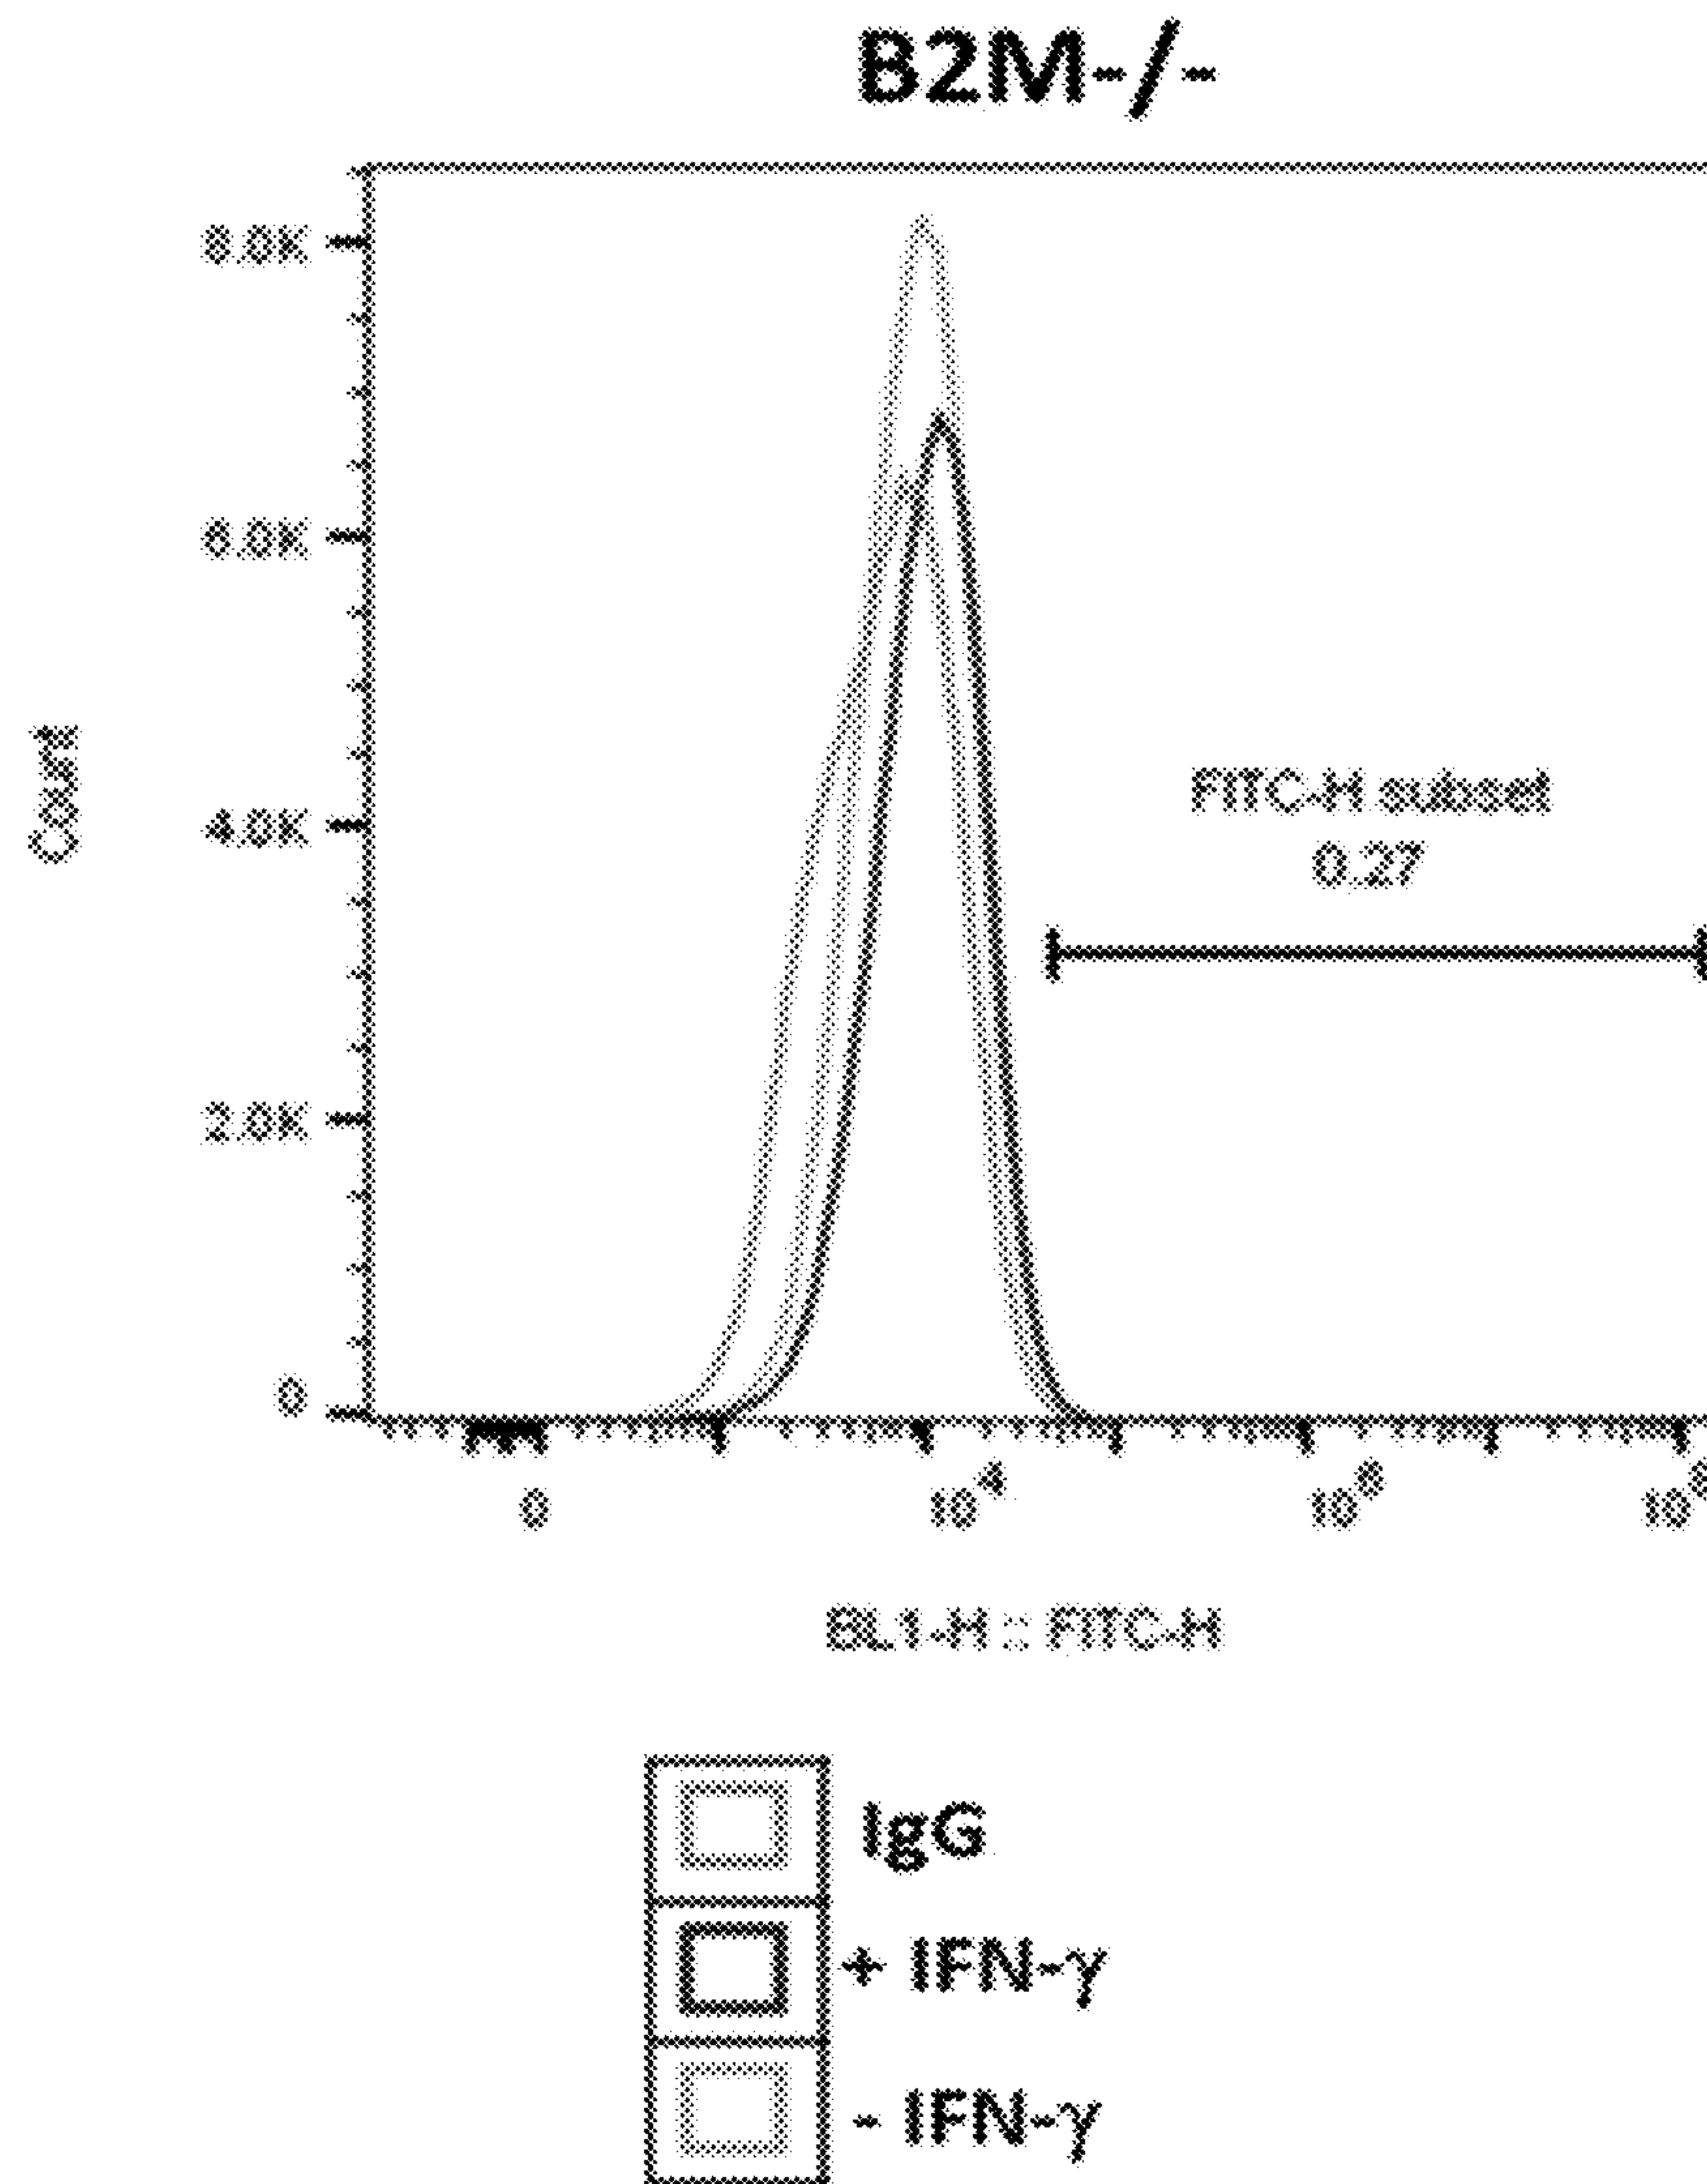 B2M-/-
8.0K
6.0K
4.0K
2.0K
0
Count
FITC-H subset
0.27
0 10^4
BL1-H :: FITC-H
IgG
+ IFN-γ
- IFN-γ